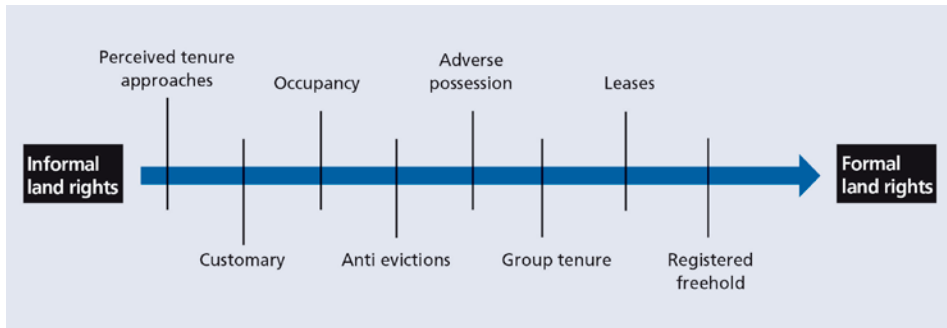 Perceived tenure
approaches
Occupancy
Adverse
possession
Leases
Informal
land rights
Formal
land rights
Customary
Anti evictions
Group tenure
Registered
freehold